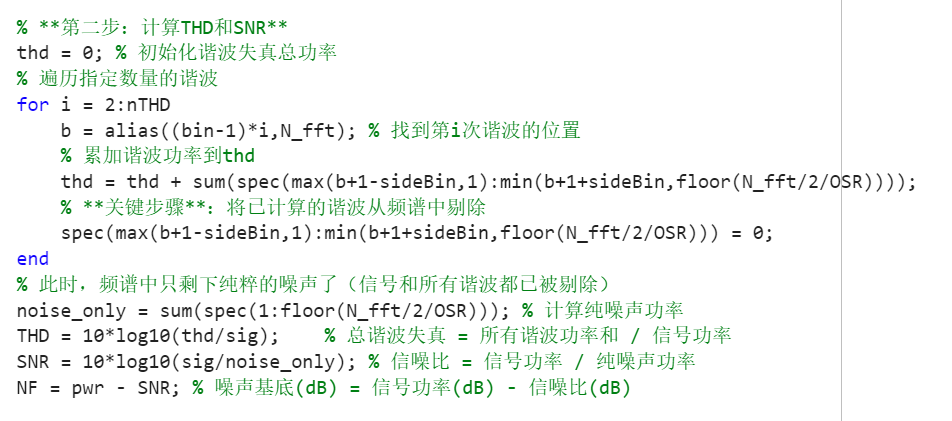 % **第二步：计算THD和SNR**
thd = 0; % 初始化谐波失真总功率
% 遍历指定数量的谐波
for i = 2:nTHD
    b = alias((bin-1)*i,N_fft); % 找到第i次谐波的位置
    % 累加谐波功率到thd
    thd = thd + sum(spec(max(b+1-sideBin,1):min(b+1+sideBin,floor(N_fft/2/OSR))));
    % **关键步骤**：将已计算的谐波从频谱中剔除
    spec(max(b+1-sideBin,1):min(b+1+sideBin,floor(N_fft/2/OSR))) = 0;
end
% 此时，频谱中只剩下纯粹的噪声了（信号和所有谐波都已被剔除）
noise_only = sum(spec(1:floor(N_fft/2/OSR))); % 计算纯噪声功率
THD = 10*log10(thd/sig);    % 总谐波失真 = 所有谐波功率和 / 信号功率
SNR = 10*log10(sig/noise_only); % 信噪比 = 信号功率 / 纯噪声功率
NF = pwr - SNR; % 噪声基底(dB) = 信号功率(dB) - 信噪比(dB)